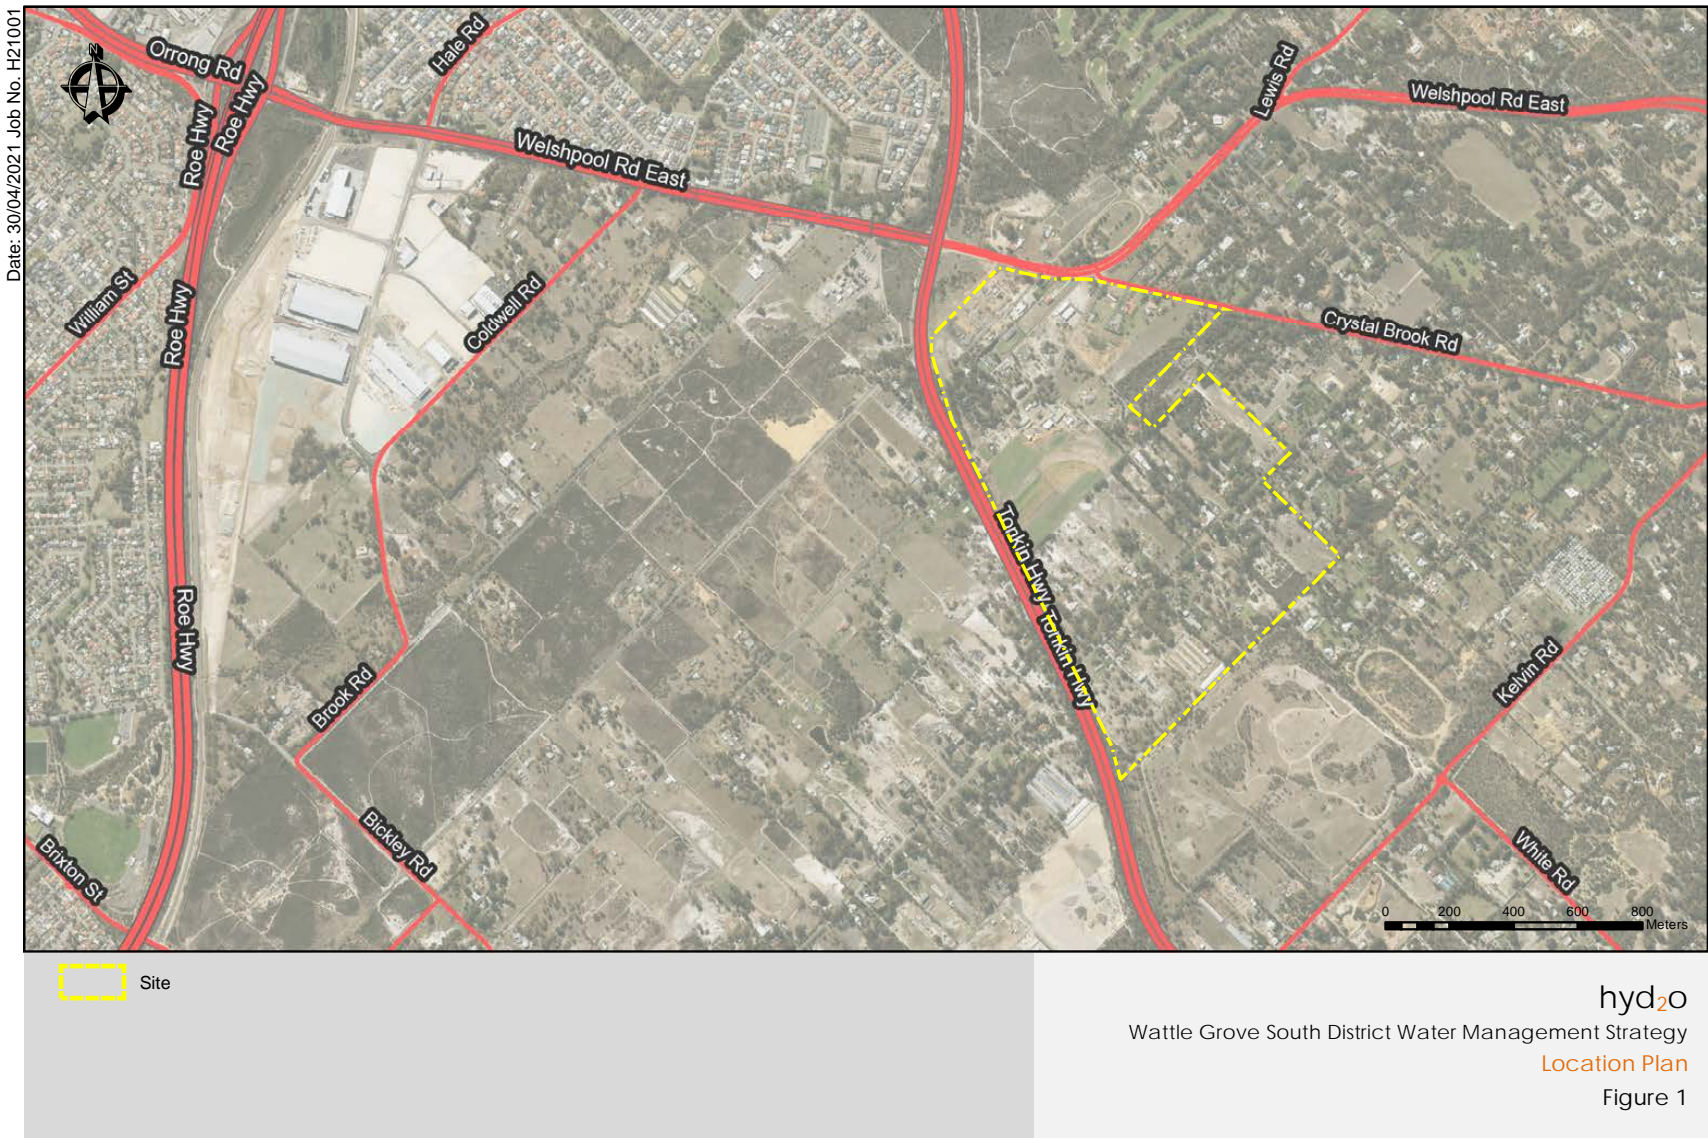 Date: 30/04/2021 Job No. H21001
N
Orrong Rd
Hale Rd
Roe Hwy
Roe Hwy
Welshpool Rd East
Lewis Rd
Welshpool Rd East
William St
Roe Hwy
Coldwell Rd
Crystal Brook Rd
Tonkin Hwy
Tonkin Hwy
Roe Hwy
Brook Rd
Kelvin Rd
Bickley Rd
Brixton St
White Rd
0 200 400 600 800
Meters
Site
hyd2o
Wattle Grove South District Water Management Strategy
Location Plan
Figure 1